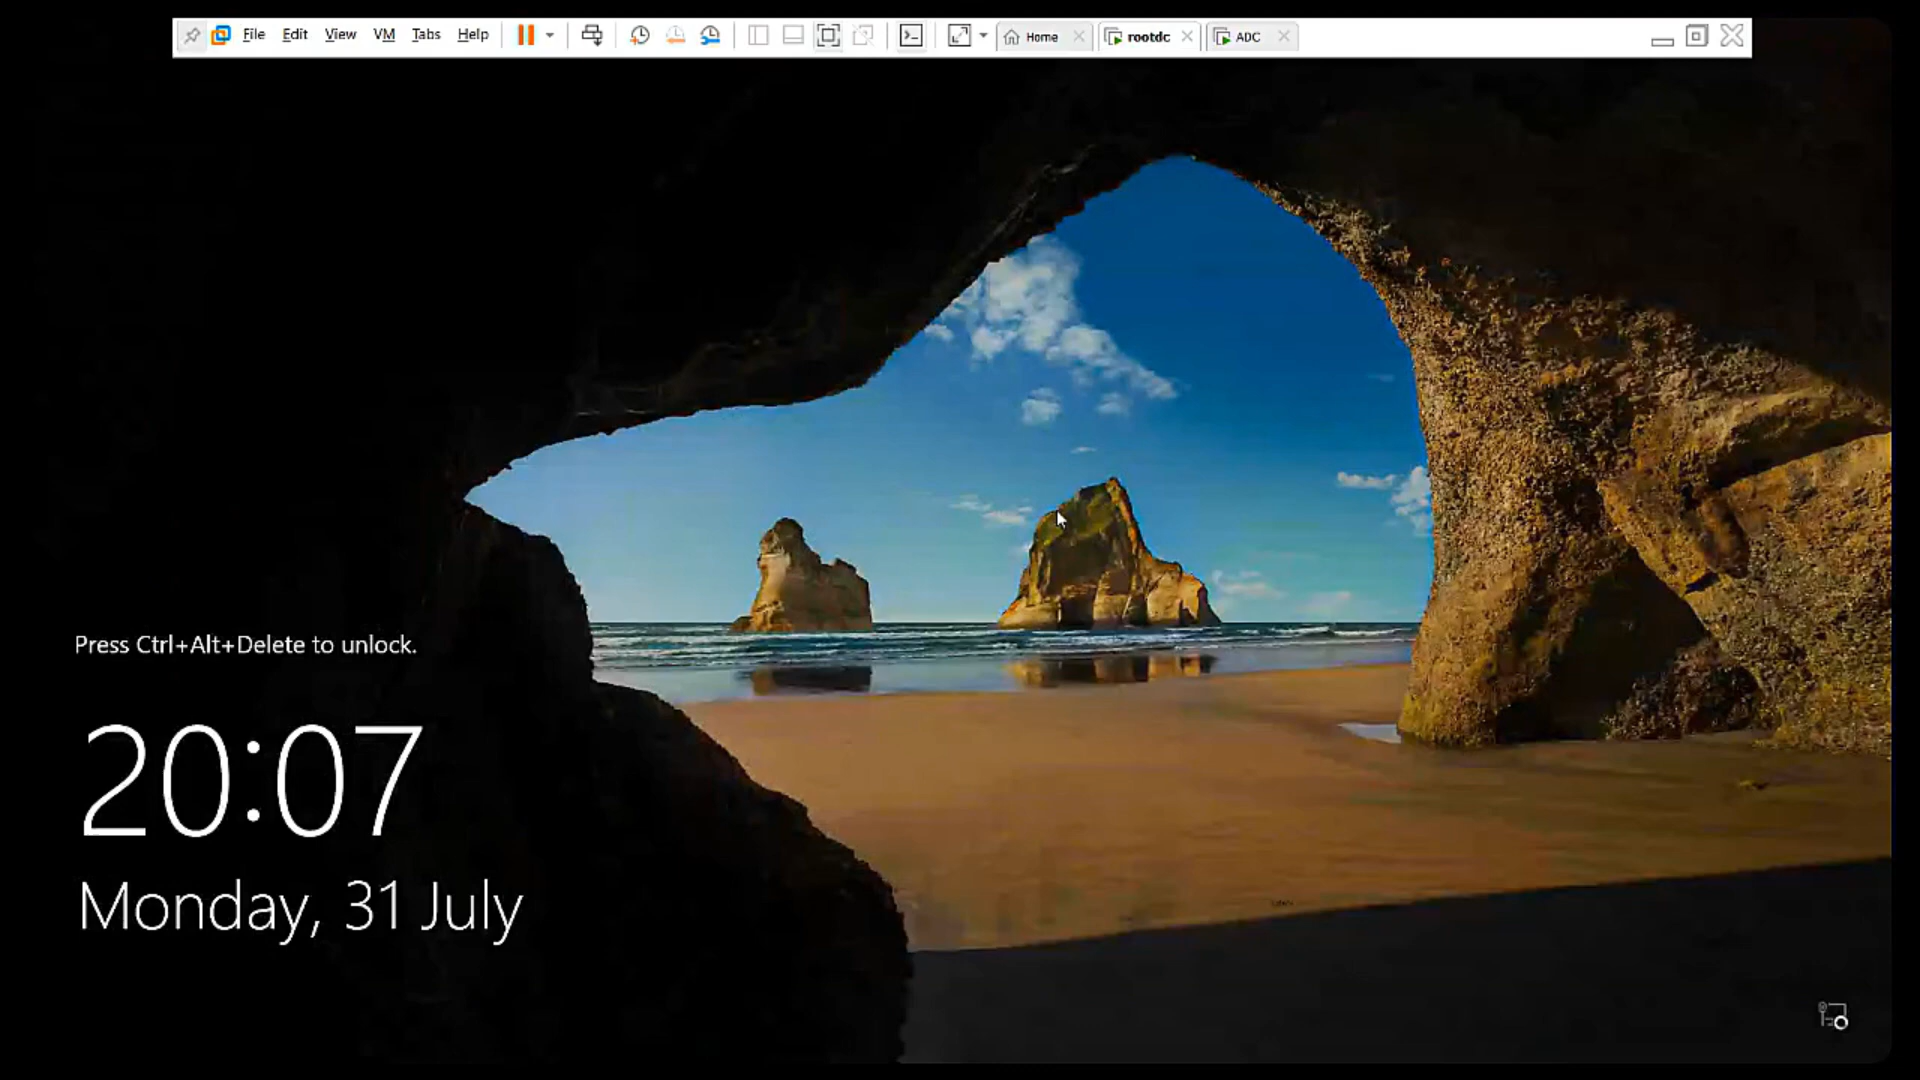 File Edit View VM Tabs Help Home rootdc ADC
Press Ctrl+Alt+Delete to unlock.
20:07
Monday, 31 July